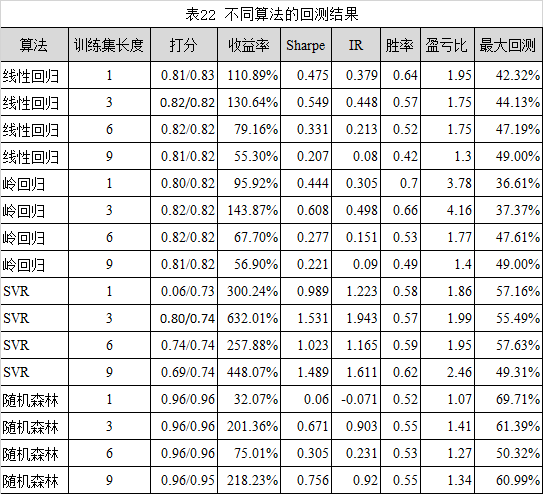 表22 不同算法的回测结果
算法 训练集长度 打分 收益率 Sharpe IR 胜率 盈亏比 最大回测
线性回归 1 0.81/0.83 110.89% 0.475 0.379 0.64 1.95 42.32%
线性回归 3 0.82/0.82 130.64% 0.549 0.448 0.57 1.75 44.13%
线性回归 6 0.82/0.82 79.16% 0.331 0.213 0.52 1.75 47.19%
线性回归 9 0.81/0.82 55.30% 0.207 0.08 0.42 1.3 49.00%
岭回归 1 0.80/0.82 95.92% 0.444 0.305 0.7 3.78 36.61%
岭回归 3 0.82/0.82 143.87% 0.608 0.498 0.66 4.16 37.37%
岭回归 6 0.82/0.82 67.70% 0.277 0.151 0.53 1.77 47.61%
岭回归 9 0.81/0.82 56.90% 0.221 0.09 0.49 1.4 49.00%
SVR 1 0.06/0.73 300.24% 0.989 1.223 0.58 1.86 57.16%
SVR 3 0.80/0.74 632.01% 1.531 1.943 0.57 1.99 55.49%
SVR 6 0.74/0.74 257.88% 1.023 1.165 0.59 1.95 57.63%
SVR 9 0.69/0.74 448.07% 1.489 1.611 0.62 2.46 49.31%
随机森林 1 0.96/0.96 32.07% 0.06 -0.071 0.52 1.07 69.71%
随机森林 3 0.96/0.96 201.36% 0.671 0.903 0.55 1.41 61.39%
随机森林 6 0.96/0.96 75.01% 0.305 0.231 0.53 1.27 50.32%
随机森林 9 0.96/0.95 218.23% 0.756 0.92 0.55 1.34 60.99%